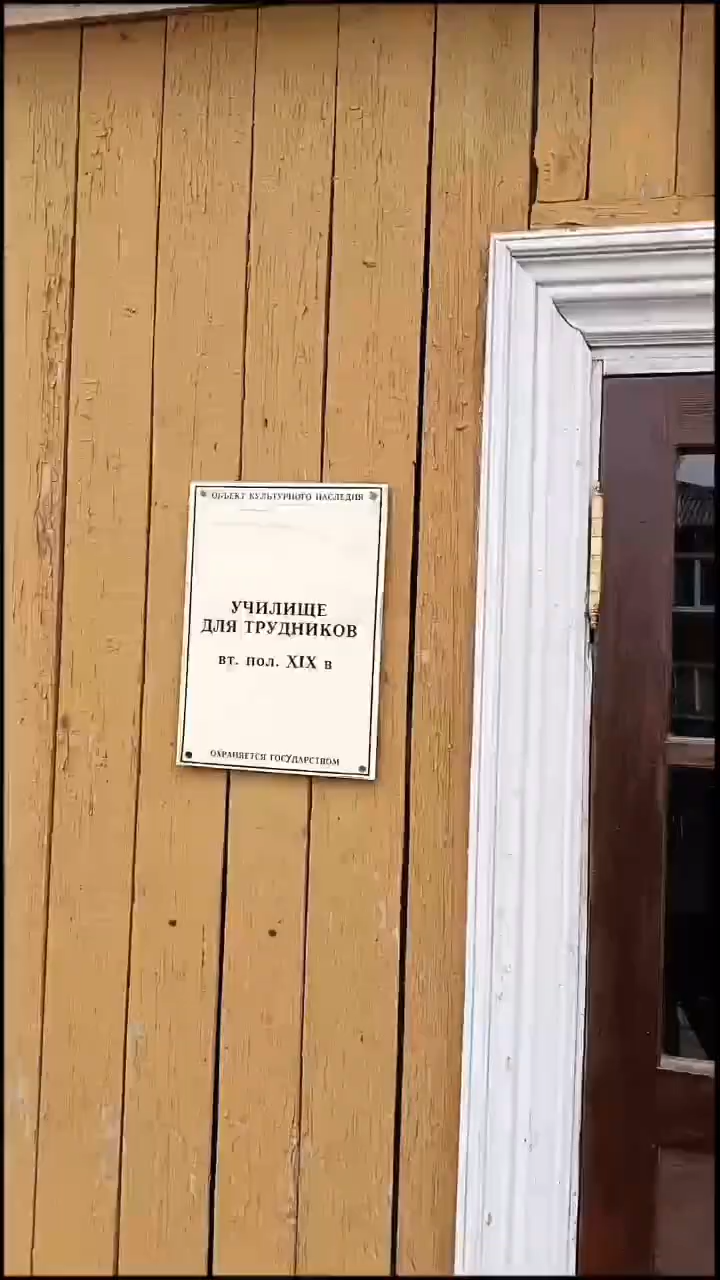 ОБЪЕКТ КУЛЬТУРНОГО НАСЛЕДИЯ
УЧИЛИЩЕ
ДЛЯ ТРУДНИКОВ
вт. пол. XIX в
ОХРАНЯЕТСЯ ГОСУДАРСТВОМ